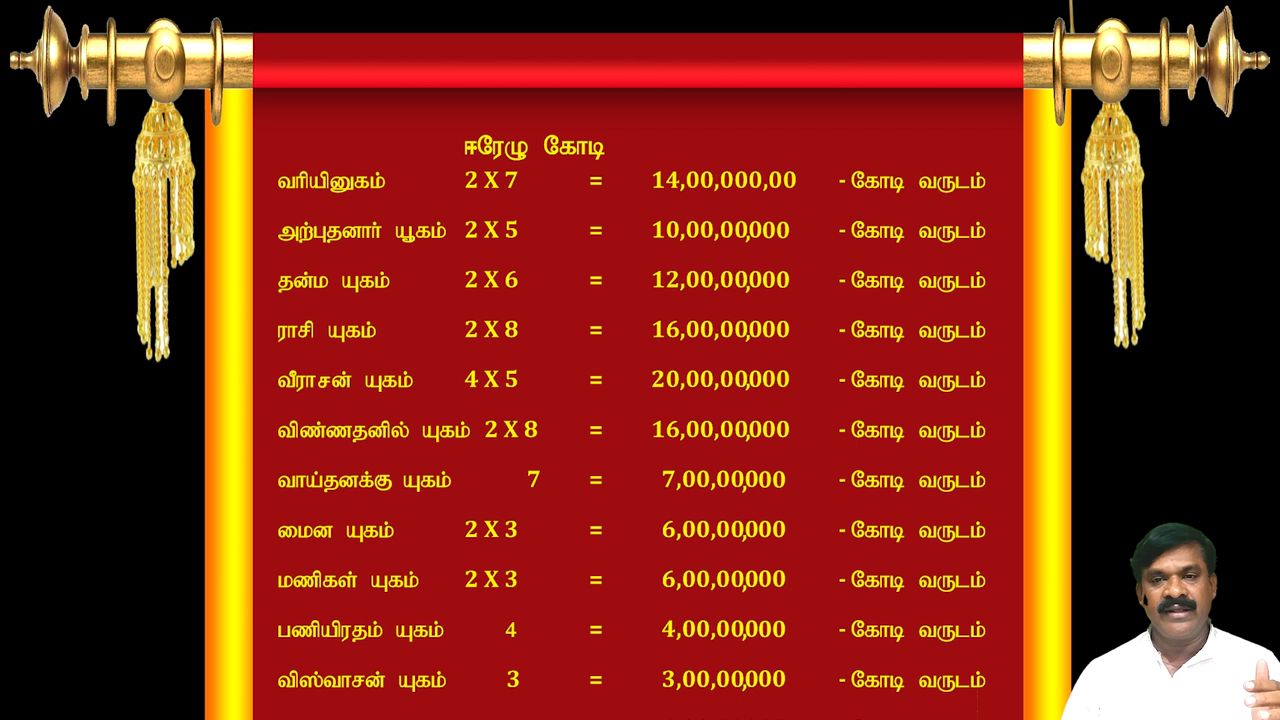 ஈரேழு கோடி
வரியினுகம் 2 X 7 = 14,00,000,00 - கோடி வருடம்
அற்புதனார் யூகம் 2 X 5 = 10,00,00,000 - கோடி வருடம்
தன்ம யுகம் 2 X 6 = 12,00,00,000 - கோடி வருடம்
ராசி யுகம் 2 X 8 = 16,00,00,000 - கோடி வருடம்
வீராசன் யுகம் 4 X 5 = 20,00,00,000 - கோடி வருடம்
விண்ணதனில் யுகம் 2 X 8 = 16,00,00,000 - கோடி வருடம்
வாய்தனக்கு யுகம் 7 = 7,00,00,000 - கோடி வருடம்
மைன யுகம் 2 X 3 = 6,00,00,000 - கோடி வருடம்
மணிகள் யுகம் 2 X 3 = 6,00,00,000 - கோடி வருடம்
பணியிரதம் யுகம் 4 = 4,00,00,000 - கோடி வருடம்
விஸ்வாசன் யுகம் 3 = 3,00,00,000 - கோடி வருடம்